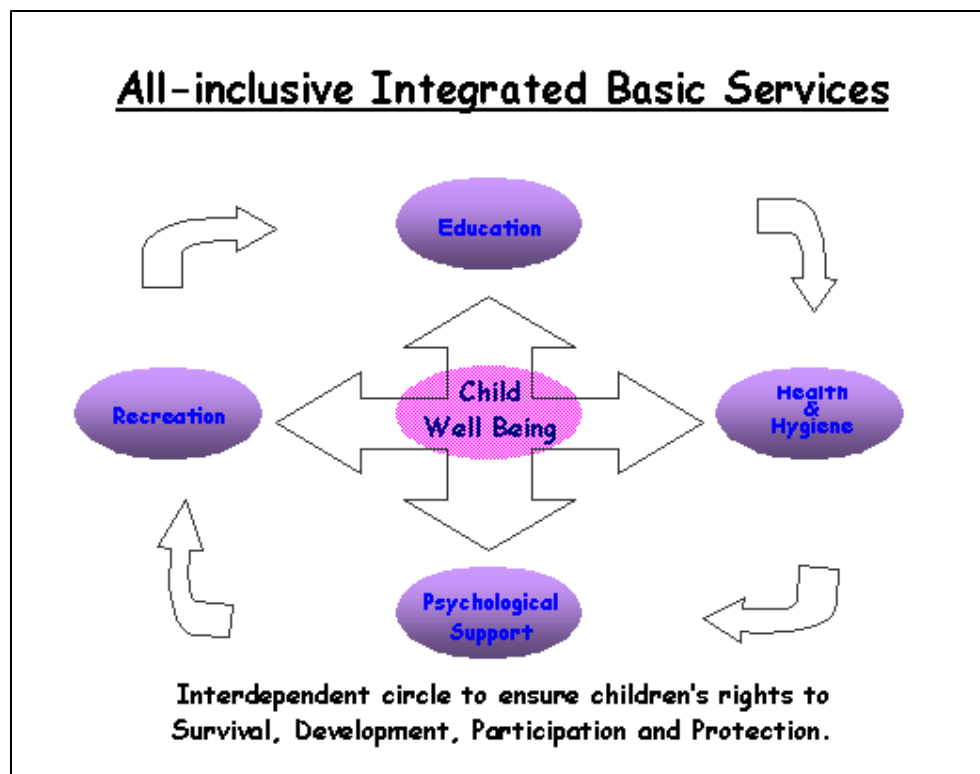 All-inclusive Integrated Basic Services
Education
Child
Well Being
Recreation
Health
&
Hygiene
Psychological
Support
Interdependent circle to ensure children's rights to
Survival, Development, Participation and Protection.